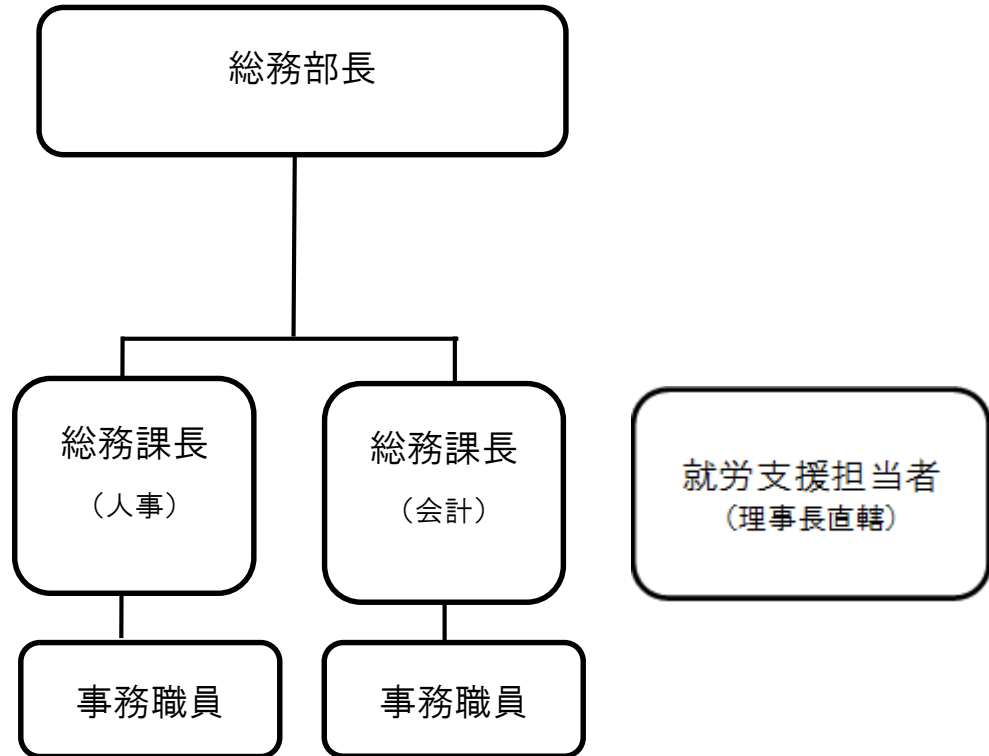 総務部長
総務課長
（人事）
総務課長
（会計）
就労支援担当者
（理事長直轄）
事務職員
事務職員